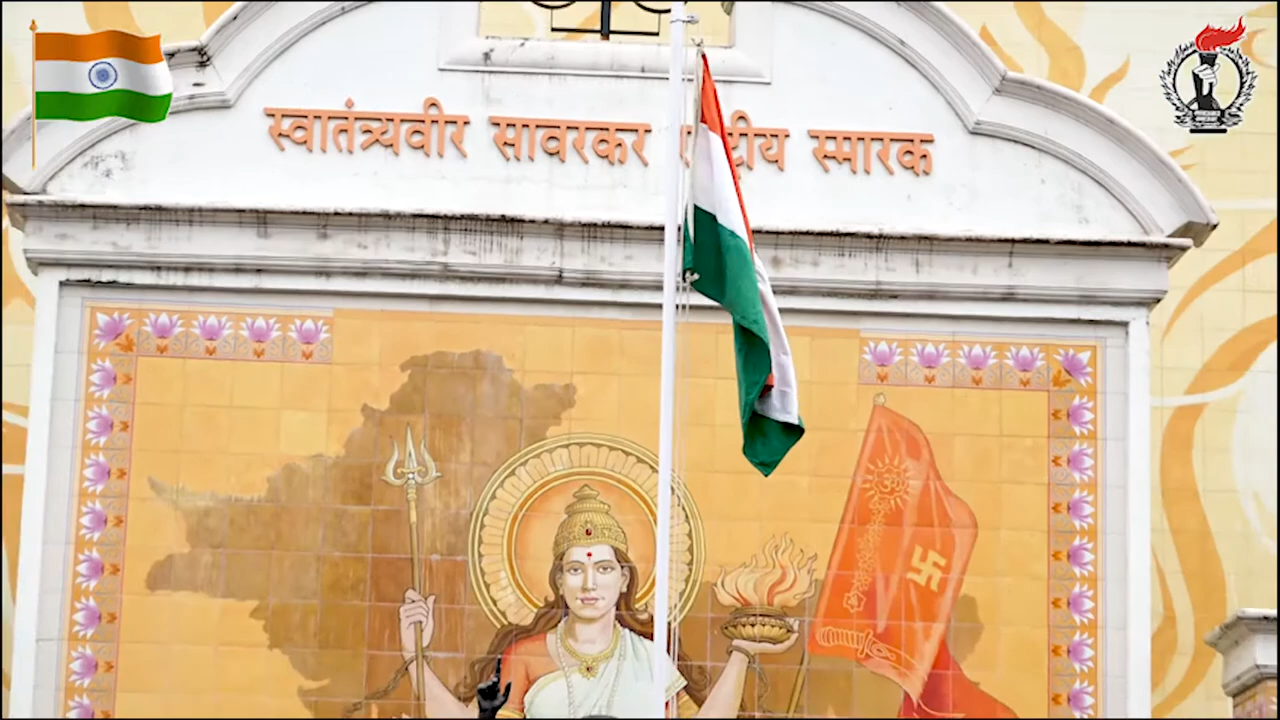 स्वातंत्र्यवीर सावरकर टीय स्मारक
ॐ